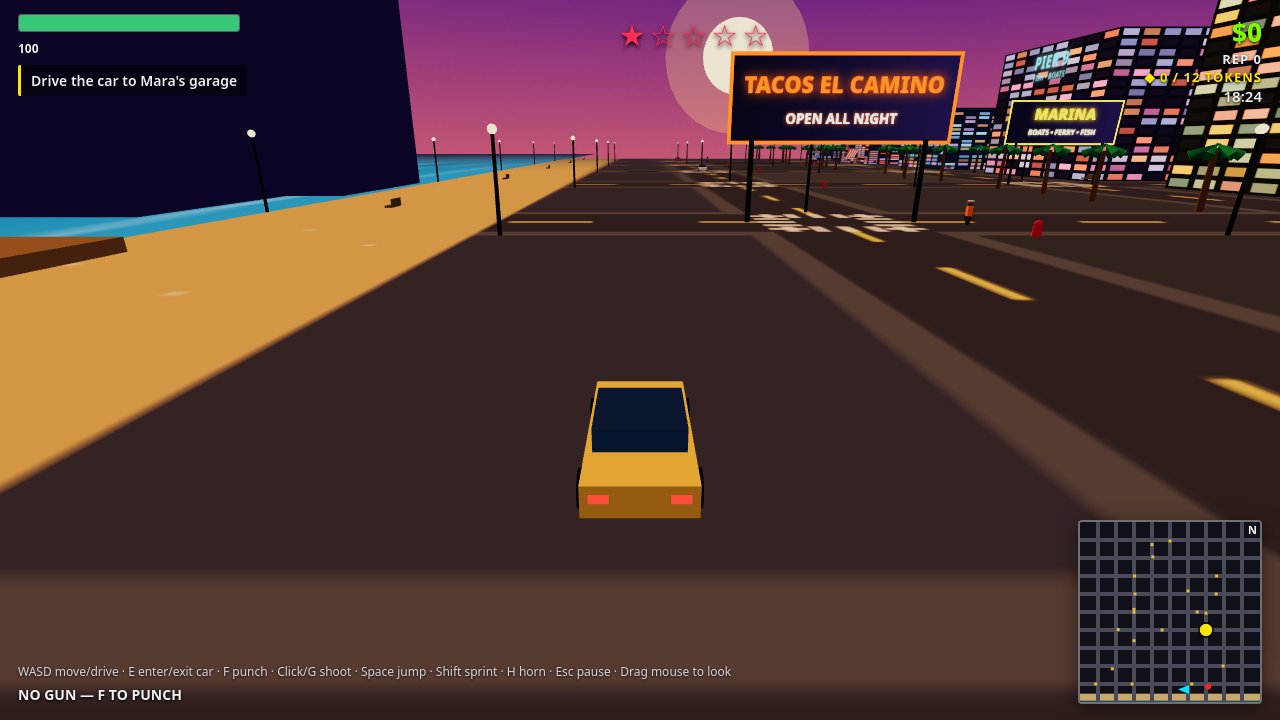 100
Drive the car to Mara's garage
$0
REP 0
◆ 0 / 12 TOKENS
18:24
TACOS EL CAMINO
OPEN ALL NIGHT
PIER
BOATS
MARINA
BOATS • FERRY • FISH
N
WASD move/drive · E enter/exit car · F punch · Click/G shoot · Space jump · Shift sprint · H horn · Esc pause · Drag mouse to look
NO GUN — F TO PUNCH